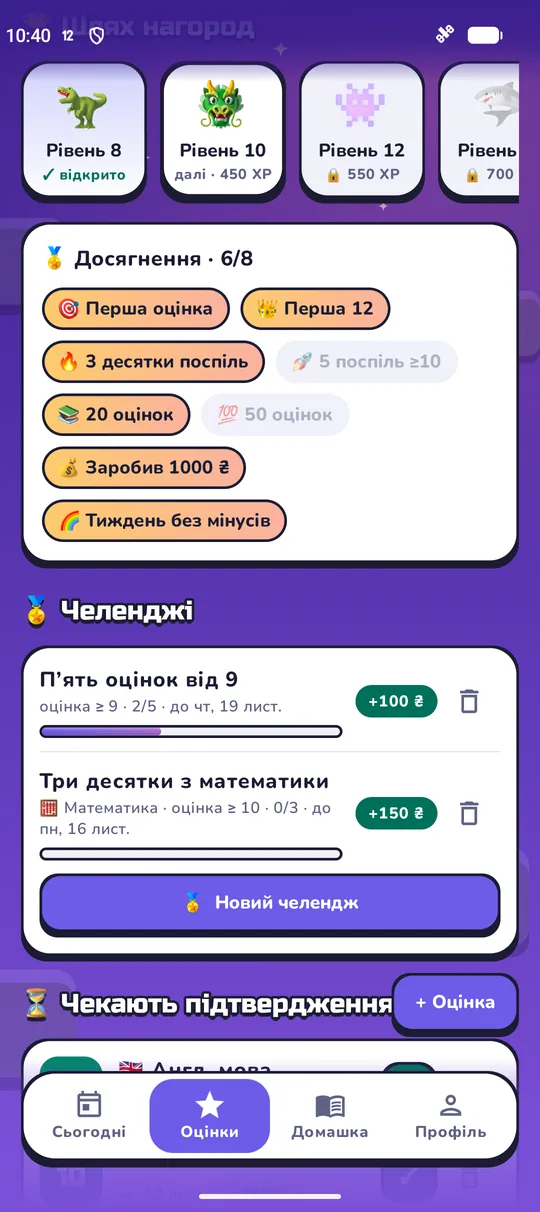 Шлях нагород
10:40 12
Рівень 8
✓ відкрито
Рівень 10
далі · 450 XP
Рівень 12
🔒 550 XP
Рівень
🔒 700
🏅 Досягнення · 6/8
🎯 Перша оцінка
👑 Перша 12
🔥 3 десятки поспіль
🚀 5 поспіль ≥10
📚 20 оцінок
💯 50 оцінок
💰 Заробив 1000 ₴
🌈 Тиждень без мінусів
🏅 Челенджі
П’ять оцінок від 9
оцінка ≥ 9 · 2/5 · до чт, 19 лист.
+100 ₴
Три десятки з математики
🧮 Математика · оцінка ≥ 10 · 0/3 · до
пн, 16 лист.
+150 ₴
🏅 Новий челендж
⏳ Чекають підтвердження
+ Оцінка
🇬🇧 Англ. мова
Сьогодні
Оцінки
Домашка
Профіль